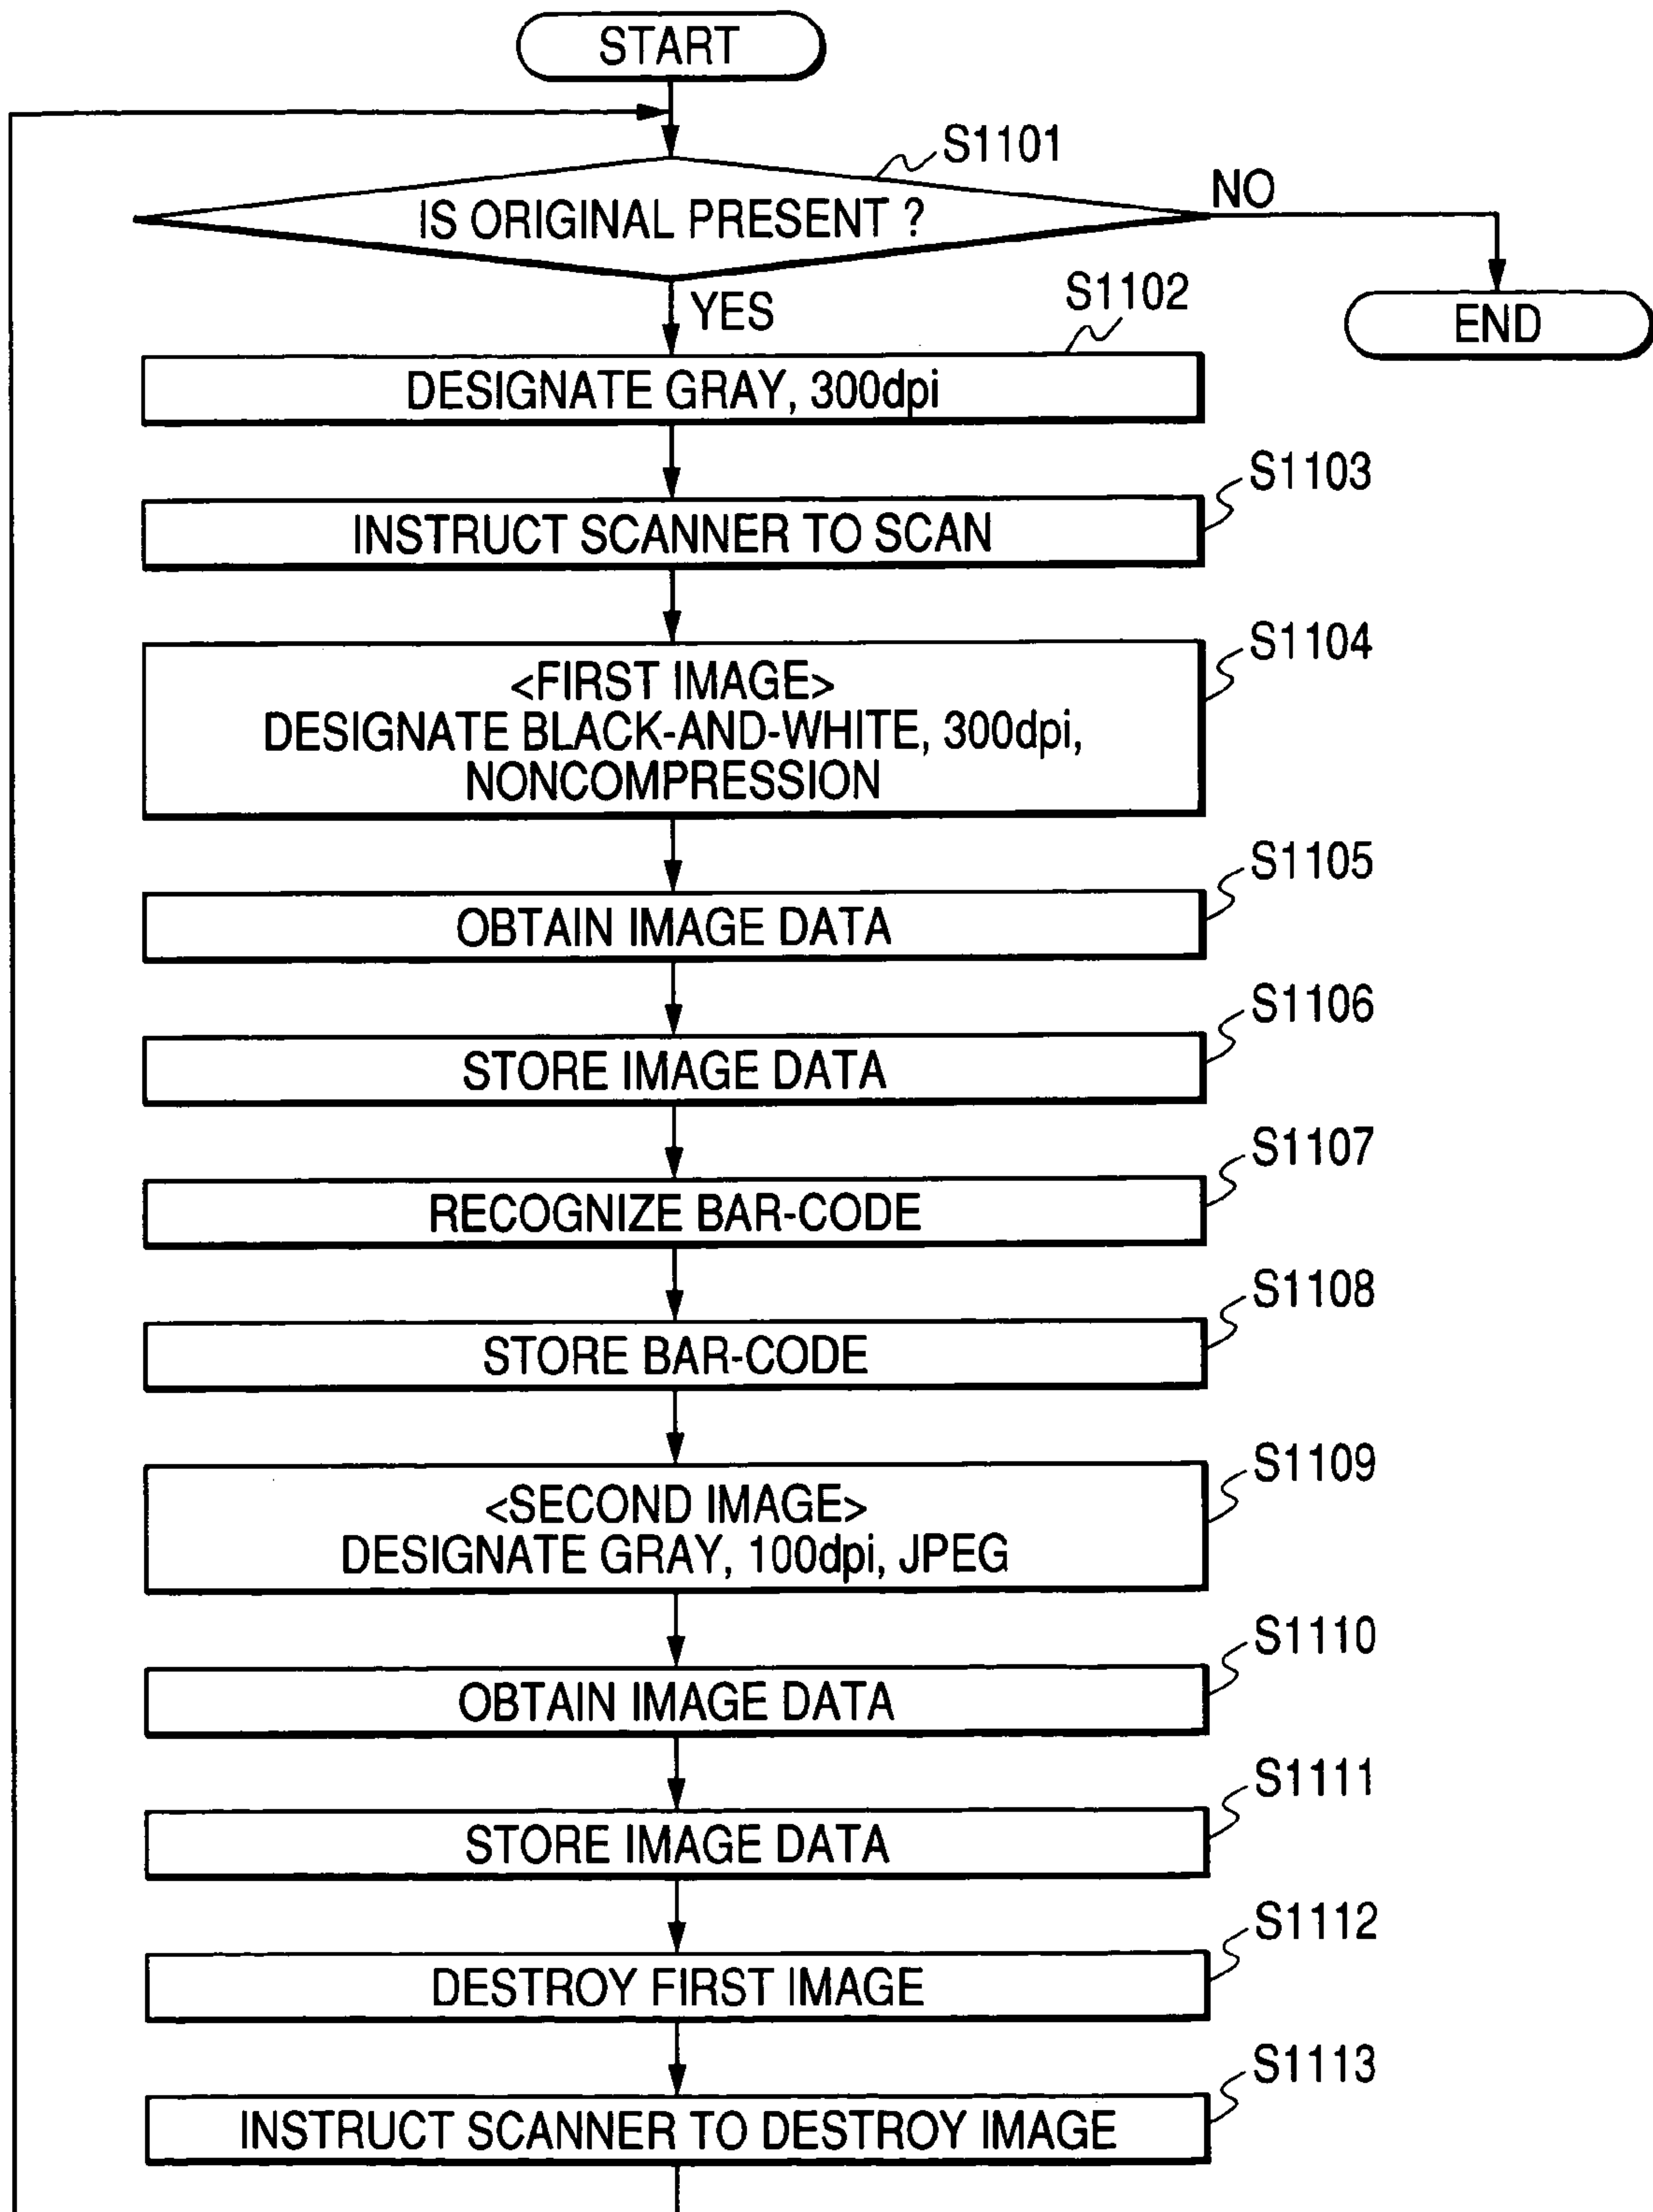 START
S1101
IS ORIGINAL PRESENT ?
NO
END
YES
S1102
DESIGNATE GRAY, 300dpi
S1103
INSTRUCT SCANNER TO SCAN
S1104
<FIRST IMAGE>
DESIGNATE BLACK-AND-WHITE, 300dpi,
NONCOMPRESSION
S1105
OBTAIN IMAGE DATA
S1106
STORE IMAGE DATA
S1107
RECOGNIZE BAR-CODE
S1108
STORE BAR-CODE
S1109
<SECOND IMAGE>
DESIGNATE GRAY, 100dpi, JPEG
S1110
OBTAIN IMAGE DATA
S1111
STORE IMAGE DATA
S1112
DESTROY FIRST IMAGE
S1113
INSTRUCT SCANNER TO DESTROY IMAGE